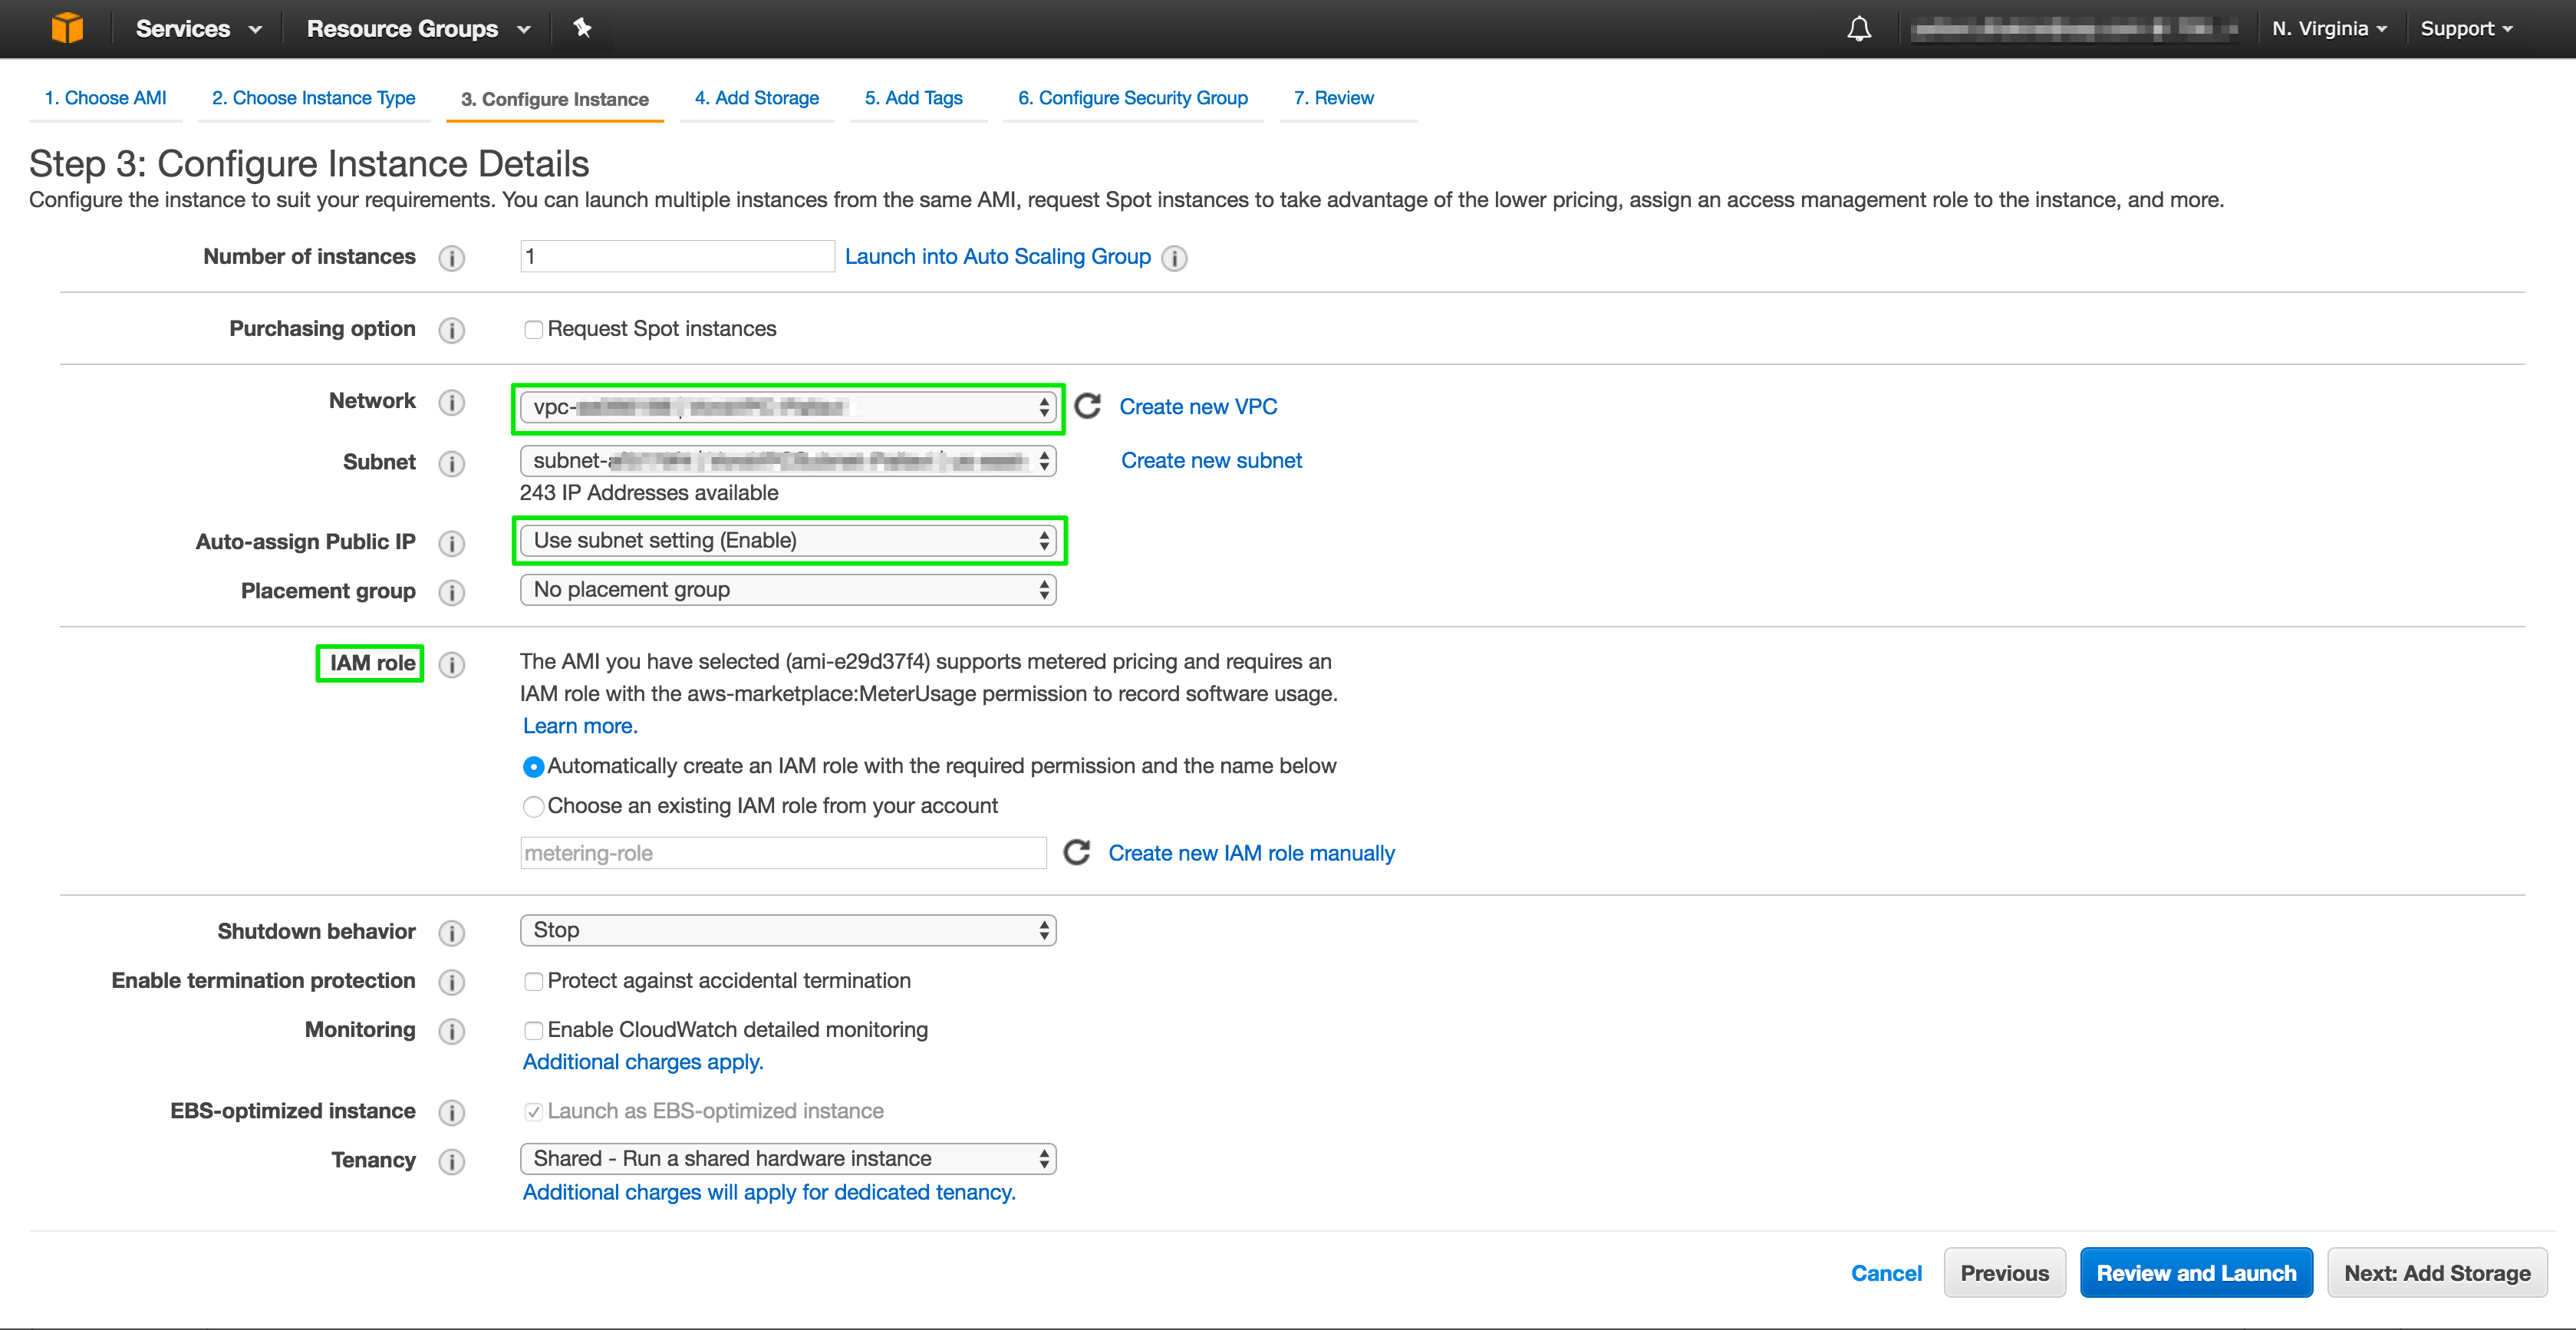 Services Resource Groups N. Virginia Support
1. Choose AMI 2. Choose Instance Type 3. Configure Instance 4. Add Storage 5. Add Tags 6. Configure Security Group 7. Review
Step 3: Configure Instance Details
Configure the instance to suit your requirements. You can launch multiple instances from the same AMI, request Spot instances to take advantage of the lower pricing, assign an access management role to the instance, and more.
Number of instances 1 Launch into Auto Scaling Group
Purchasing option Request Spot instances
Network vpc- Create new VPC
Subnet subnet- Create new subnet
243 IP Addresses available
Auto-assign Public IP Use subnet setting (Enable)
Placement group No placement group
IAM role The AMI you have selected (ami-e29d37f4) supports metered pricing and requires an
IAM role with the aws-marketplace:MeterUsage permission to record software usage.
Learn more.
Automatically create an IAM role with the required permission and the name below
Choose an existing IAM role from your account
metering-role Create new IAM role manually
Shutdown behavior Stop
Enable termination protection Protect against accidental termination
Monitoring Enable CloudWatch detailed monitoring
Additional charges apply.
EBS-optimized instance Launch as EBS-optimized instance
Tenancy Shared - Run a shared hardware instance
Additional charges will apply for dedicated tenancy.
Cancel Previous Review and Launch Next: Add Storage